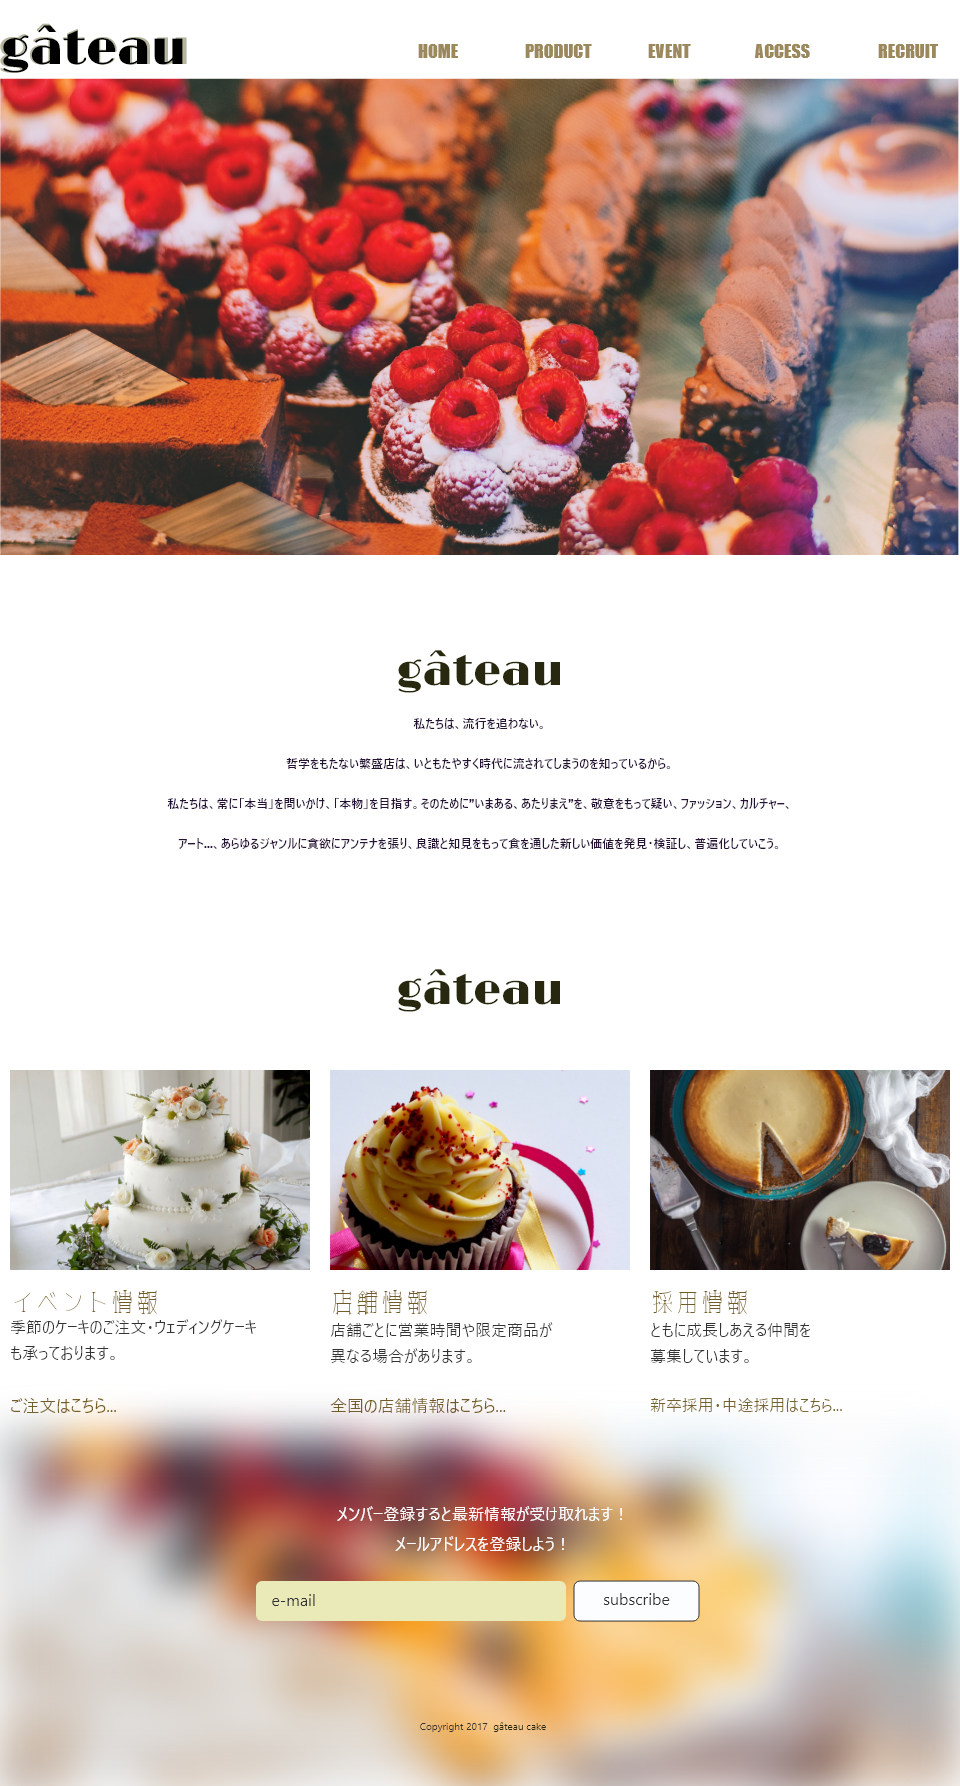 gâteau
HOME PRODUCT EVENT ACCESS RECRUIT
gâteau
私たちは、流行を追わない。
哲学をもたない繁盛店は、いともたやすく時代に流されてしまうのを知っているから。
私たちは、常に「本当」を問いかけ、「本物」を目指す。そのために"いまある、あたりまえ"を、敬意をもって疑い、ファッション、カルチャー、
アート...、あらゆるジャンルに貪欲にアンテナを張り、良識と知見をもって食を通した新しい価値を発見・検証し、普遍化していこう。
gâteau
イベント情報
季節のケーキのご注文・ウェディングケーキ
も承っております。
ご注文はこちら...
店舗情報
店舗ごとに営業時間や限定商品が
異なる場合があります。
全国の店舗情報はこちら...
採用情報
ともに成長しあえる仲間を
募集しています。
新卒採用・中途採用はこちら...
メンバー登録すると最新情報が受け取れます！
メールアドレスを登録しよう！
e-mail
subscribe
Copyright 2017 gâteau cake